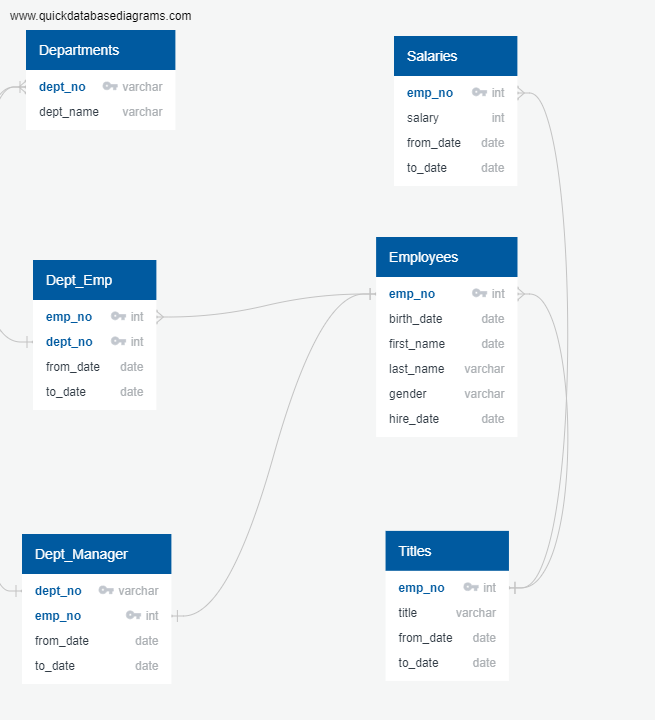 www.quickdatabasediagrams.com
Departments
dept_no varchar
dept_name varchar
Salaries
emp_no int
salary int
from_date date
to_date date
Dept_Emp
emp_no int
dept_no int
from_date date
to_date date
Employees
emp_no int
birth_date date
first_name date
last_name varchar
gender varchar
hire_date date
Dept_Manager
dept_no varchar
emp_no int
from_date date
to_date date
Titles
emp_no int
title varchar
from_date date
to_date date